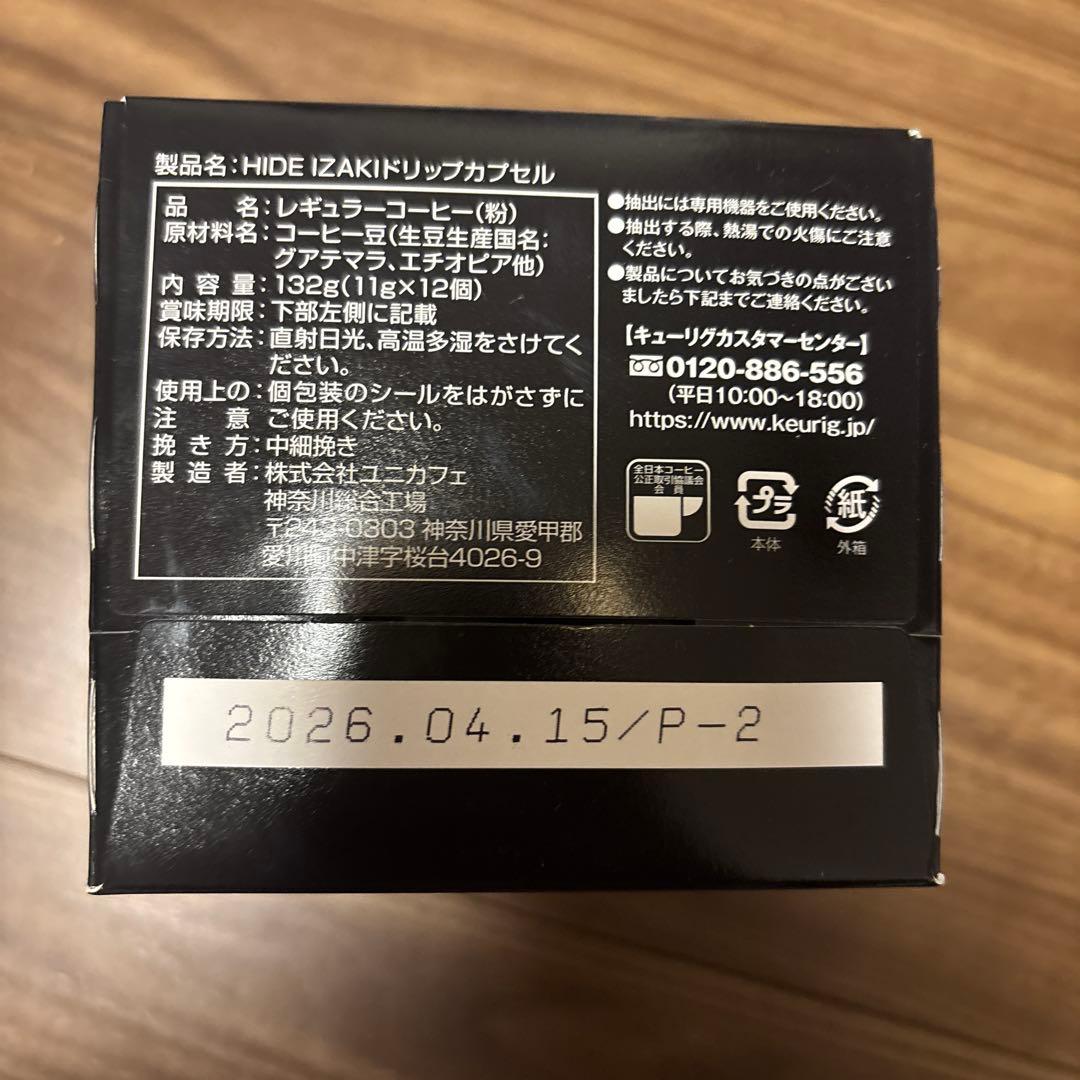 製品名：HIDE IZAKIドリップカプセル
品名：レギュラーコーヒー（粉）
原材料名：コーヒー豆（生豆生産国名：
グアテマラ、エチオピア他）
内容量：132g（11g×12個）
賞味期限：下部左側に記載
保存方法：直射日光、高温多湿をさけてく
ださい。
使用上の：個包装のシールをはがさずに
注意 ご使用ください。
挽き方：中細挽き
製造者：株式会社ユニカフェ
神奈川総合工場
〒243-0303 神奈川県愛甲郡
愛川町中津字桜台4026-9
●抽出には専用機器をご使用ください。
●抽出する際、熱湯での火傷にご注意
ください。
●製品についてお気づきの点がござい
ましたら下記までご連絡ください。
【キューリグカスタマーセンター】
0120-886-556
（平日10:00～18:00）
https://www.keurig.jp/
全日本コーヒー
公正取引協議会
会員
プラ
本体
紙
外箱
2026.04.15/P-2